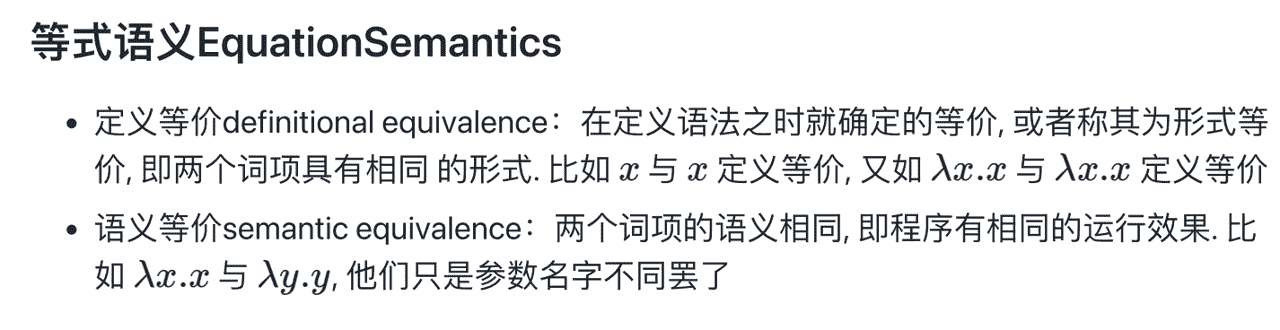 等式语义EquationSemantics
• 定义等价definitional equivalence：在定义语法之时就确定的等价, 或者称其为形式等
价, 即两个词项具有相同 的形式. 比如 x 与 x 定义等价, 又如 λx.x 与 λx.x 定义等价
• 语义等价semantic equivalence：两个词项的语义相同, 即程序有相同的运行效果. 比
如 λx.x 与 λy.y, 他们只是参数名字不同罢了